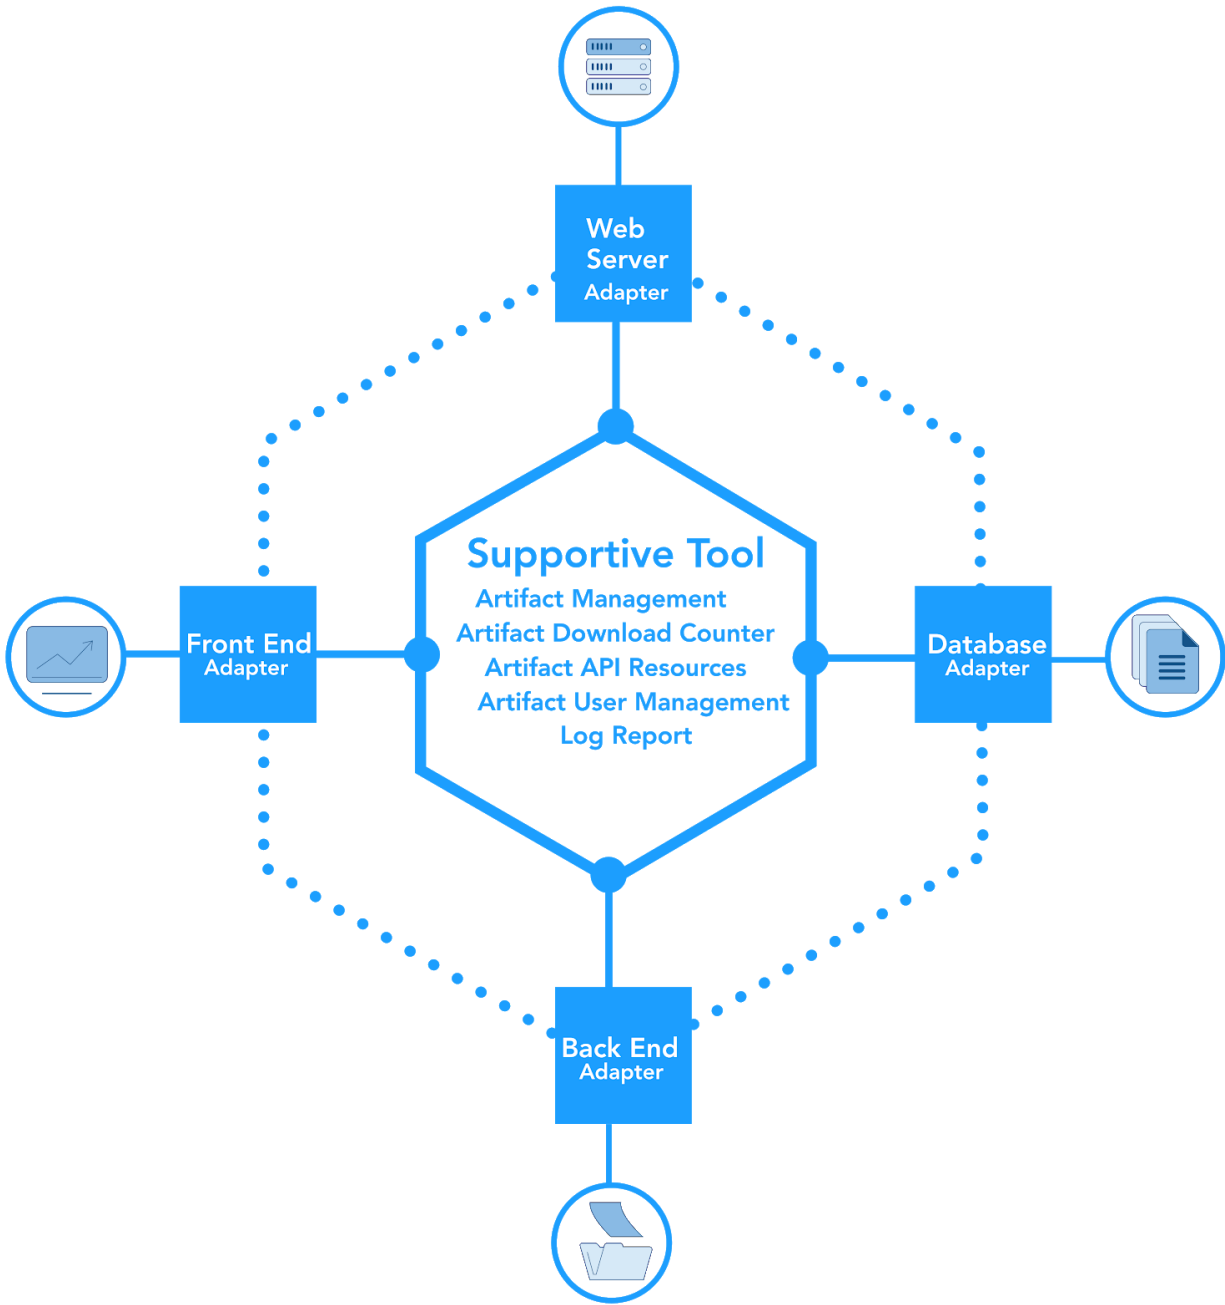 Web
Server
Adapter
Supportive Tool
Artifact Management
Artifact Download Counter
Artifact API Resources
Artifact User Management
Log Report
Front End
Adapter
Database
Adapter
Back End
Adapter